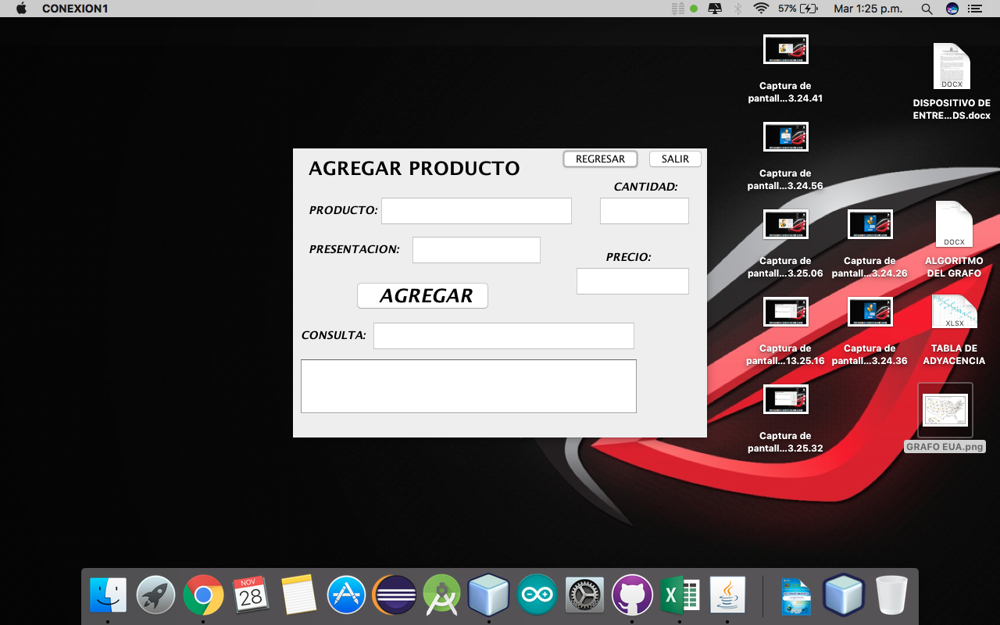 CONEXION1
57%
Mar 1:25 p.m.
Captura de
pantall...3.24.41
DOCX
DISPOSITIVO DE
ENTRE...DS.docx
Captura de
pantall...3.24.56
REGRESAR
SALIR
AGREGAR PRODUCTO
CANTIDAD:
PRODUCTO:
PRESENTACION:
PRECIO:
AGREGAR
CONSULTA:
Captura de
pantall...3.25.06
Captura de
pantall...3.24.26
DOCX
ALGORITMO
DEL GRAFO
Captura de
pantall...13.25.16
Captura de
pantall...3.24.36
XLSX
TABLA DE
ADYACENCIA
Captura de
pantall...3.25.32
GRAFO EUA.png
NOV
28